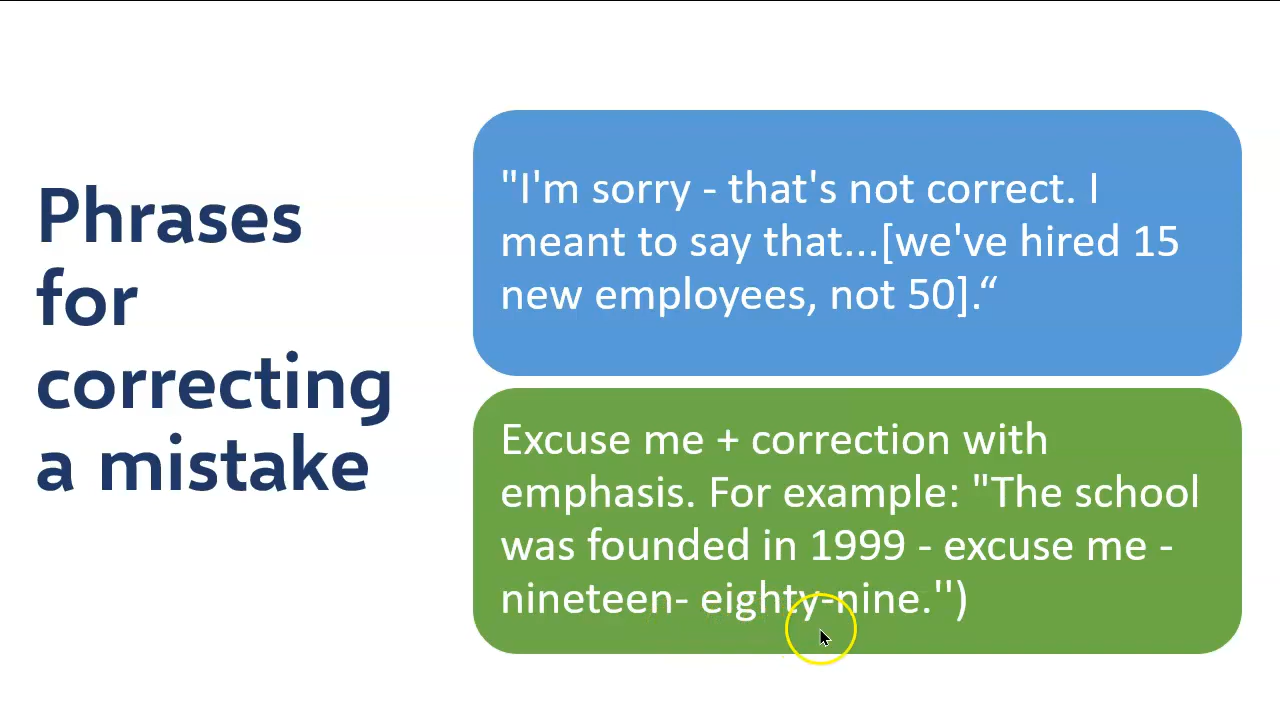 Phrases
for
correcting
a mistake
"I'm sorry - that's not correct. I
meant to say that...[we've hired 15
new employees, not 50].“
Excuse me + correction with
emphasis. For example: "The school
was founded in 1999 - excuse me -
nineteen- eighty-nine.'')